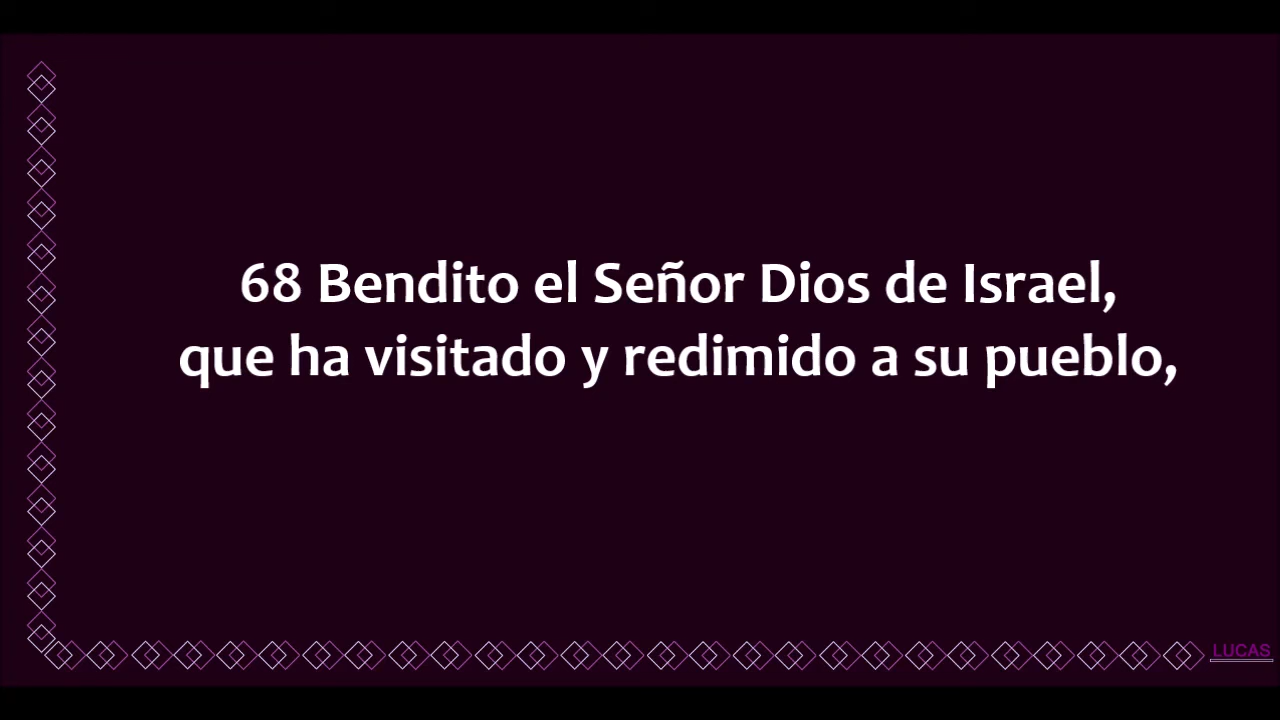 68 Bendito el Señor Dios de Israel,
que ha visitado y redimido a su pueblo,
LUCAS